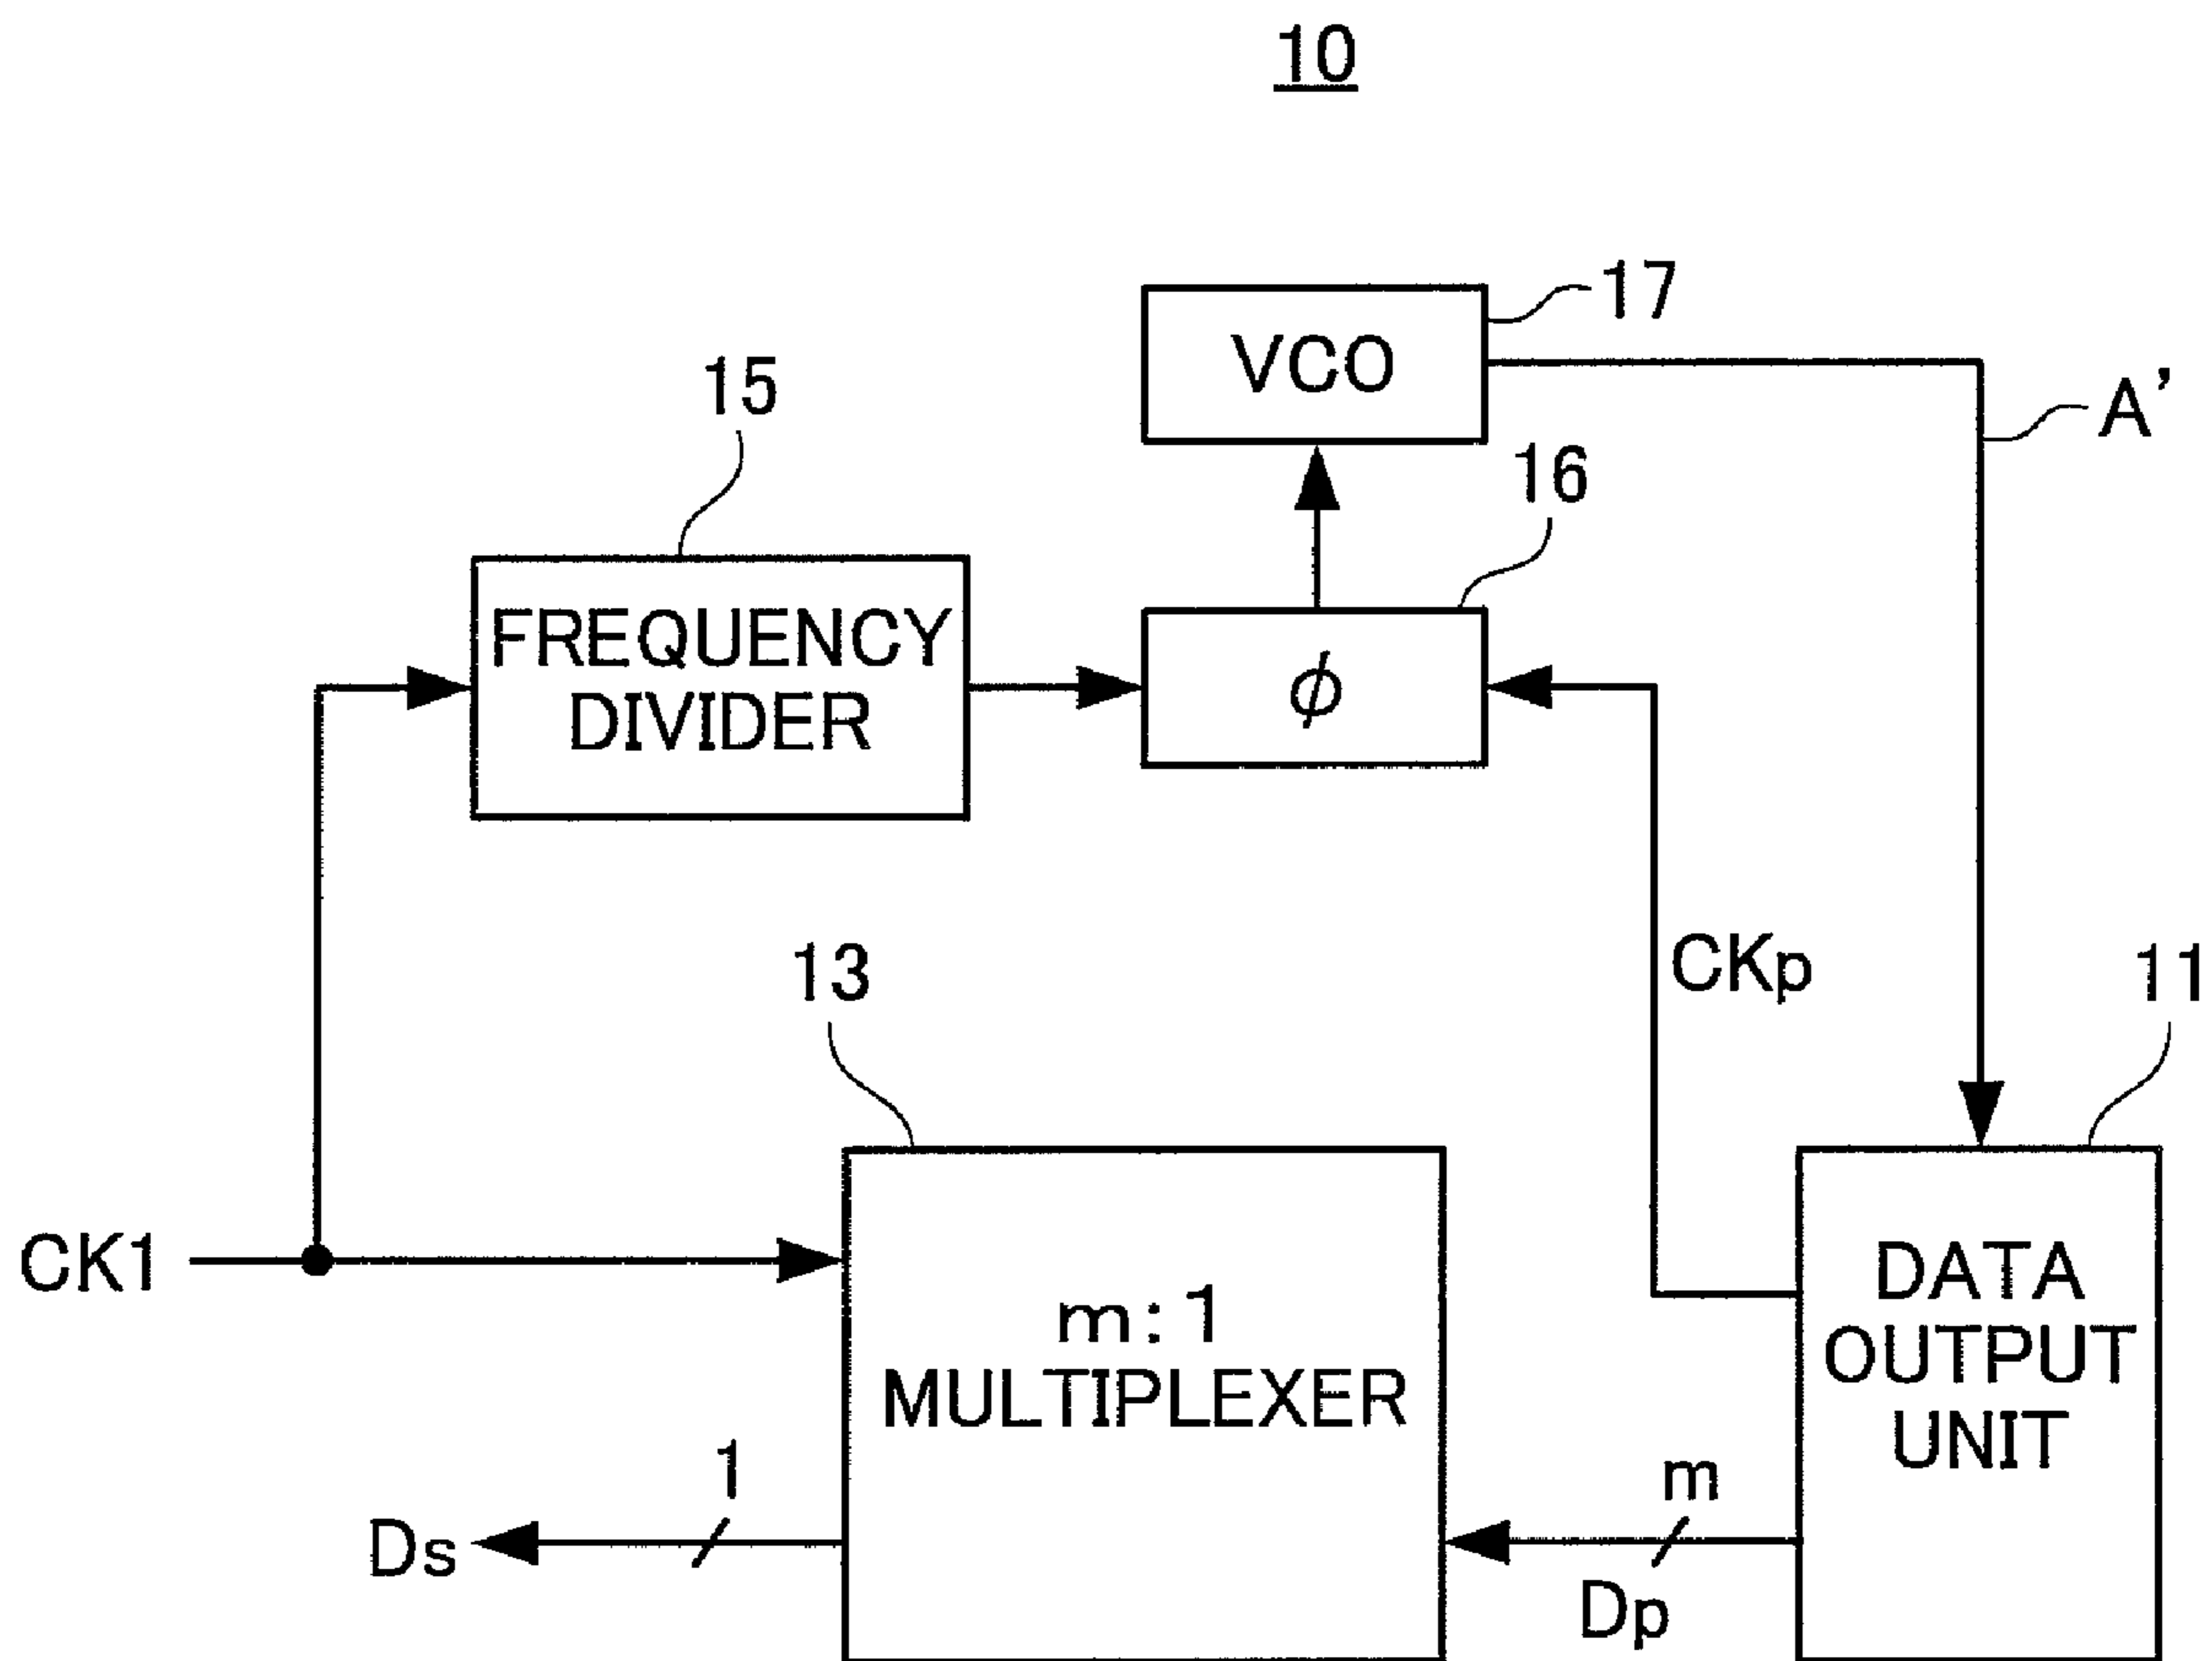 10
17
VCO
A’
15
16
FREQUENCY
DIVIDER
ϕ
13
CKp
11
CK1
m:1
MULTIPLEXER
DATA
OUTPUT
UNIT
1
m
Ds
Dp